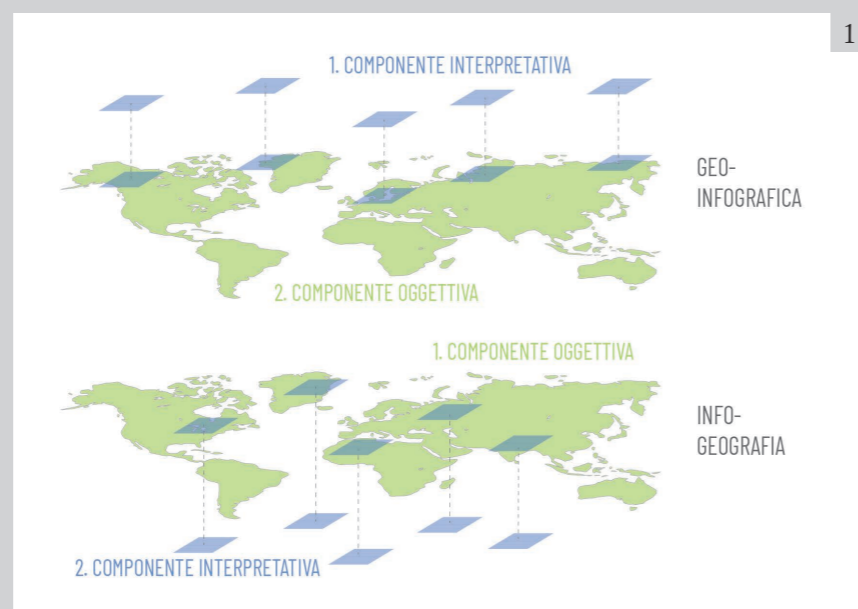 1
1. COMPONENTE INTERPRETATIVA
GEO-
INFOGRAFICA
2. COMPONENTE OGGETTIVA
1. COMPONENTE OGGETTIVA
INFO-
GEOGRAFIA
2. COMPONENTE INTERPRETATIVA